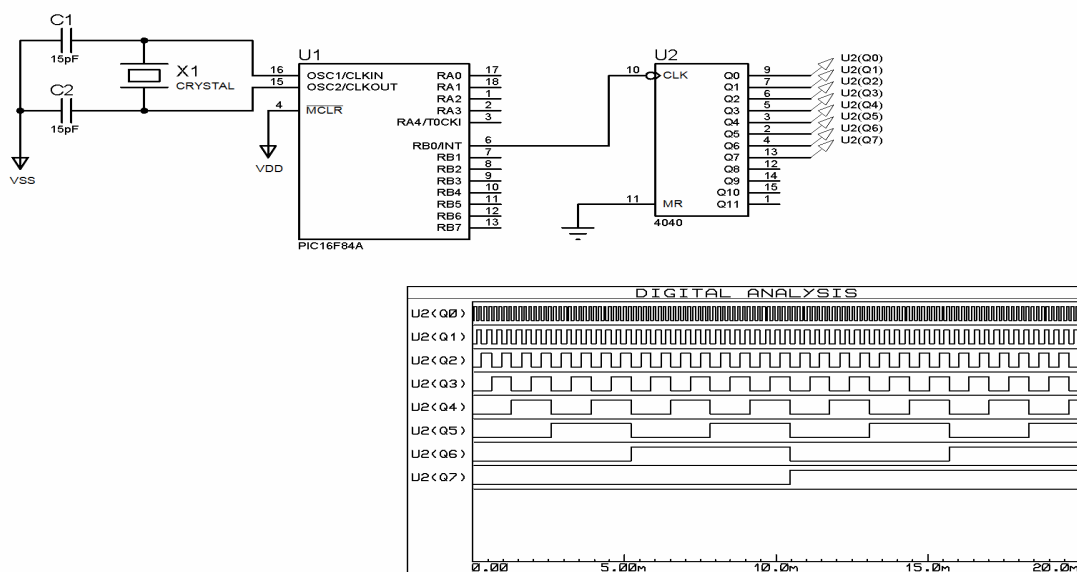 C1
15pF
X1
CRYSTAL
C2
15pF
VSS
VDD
U1
16 OSC1/CLKIN
15 OSC2/CLKOUT
4 MCLR
RA0 17
RA1 18
RA2 1
RA3 2
RA4/T0CKI 3
RB0/INT 6
RB1 7
RB2 8
RB3 9
RB4 10
RB5 11
RB6 12
RB7 13
PIC16F84A
U2
10 CLK
11 MR
Q0 9
Q1 7
Q2 6
Q3 5
Q4 3
Q5 2
Q6 4
Q7 13
Q8 12
Q9 14
Q10 15
Q11 1
4040
U2(Q0)
U2(Q1)
U2(Q2)
U2(Q3)
U2(Q4)
U2(Q5)
U2(Q6)
U2(Q7)
DIGITAL ANALYSIS
U2(Q0)
U2(Q1)
U2(Q2)
U2(Q3)
U2(Q4)
U2(Q5)
U2(Q6)
U2(Q7)
0.00 5.00m 10.0m 15.0m 20.0m